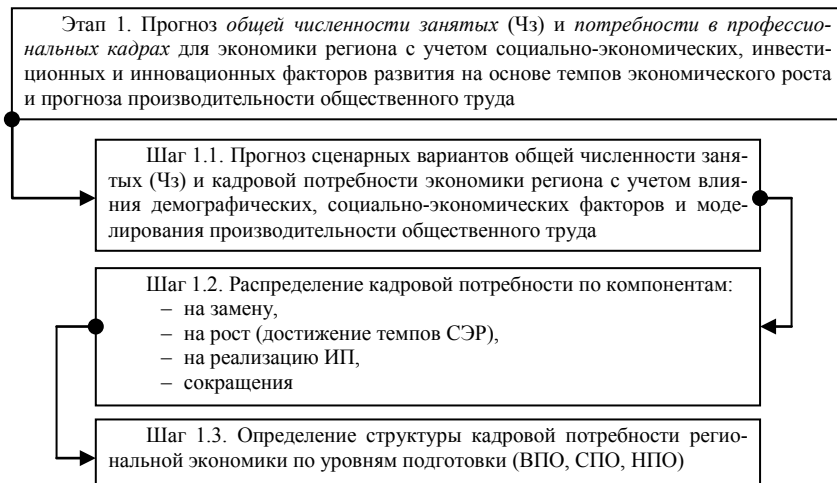 Этап 1. Прогноз общей численности занятых (Чз) и потребности в профессио-
нальных кадрах для экономики региона с учетом социально-экономических, инвести-
ционных и инновационных факторов развития на основе темпов экономического роста
и прогноза производительности общественного труда
Шаг 1.1. Прогноз сценарных вариантов общей численности заня-
тых (Чз) и кадровой потребности экономики региона с учетом влия-
ния демографических, социально-экономических факторов и моде-
лирования производительности общественного труда
Шаг 1.2. Распределение кадровой потребности по компонентам:
– на замену,
– на рост (достижение темпов СЭР),
– на реализацию ИП,
– сокращения
Шаг 1.3. Определение структуры кадровой потребности регио-
нальной экономики по уровням подготовки (ВПО, СПО, НПО)